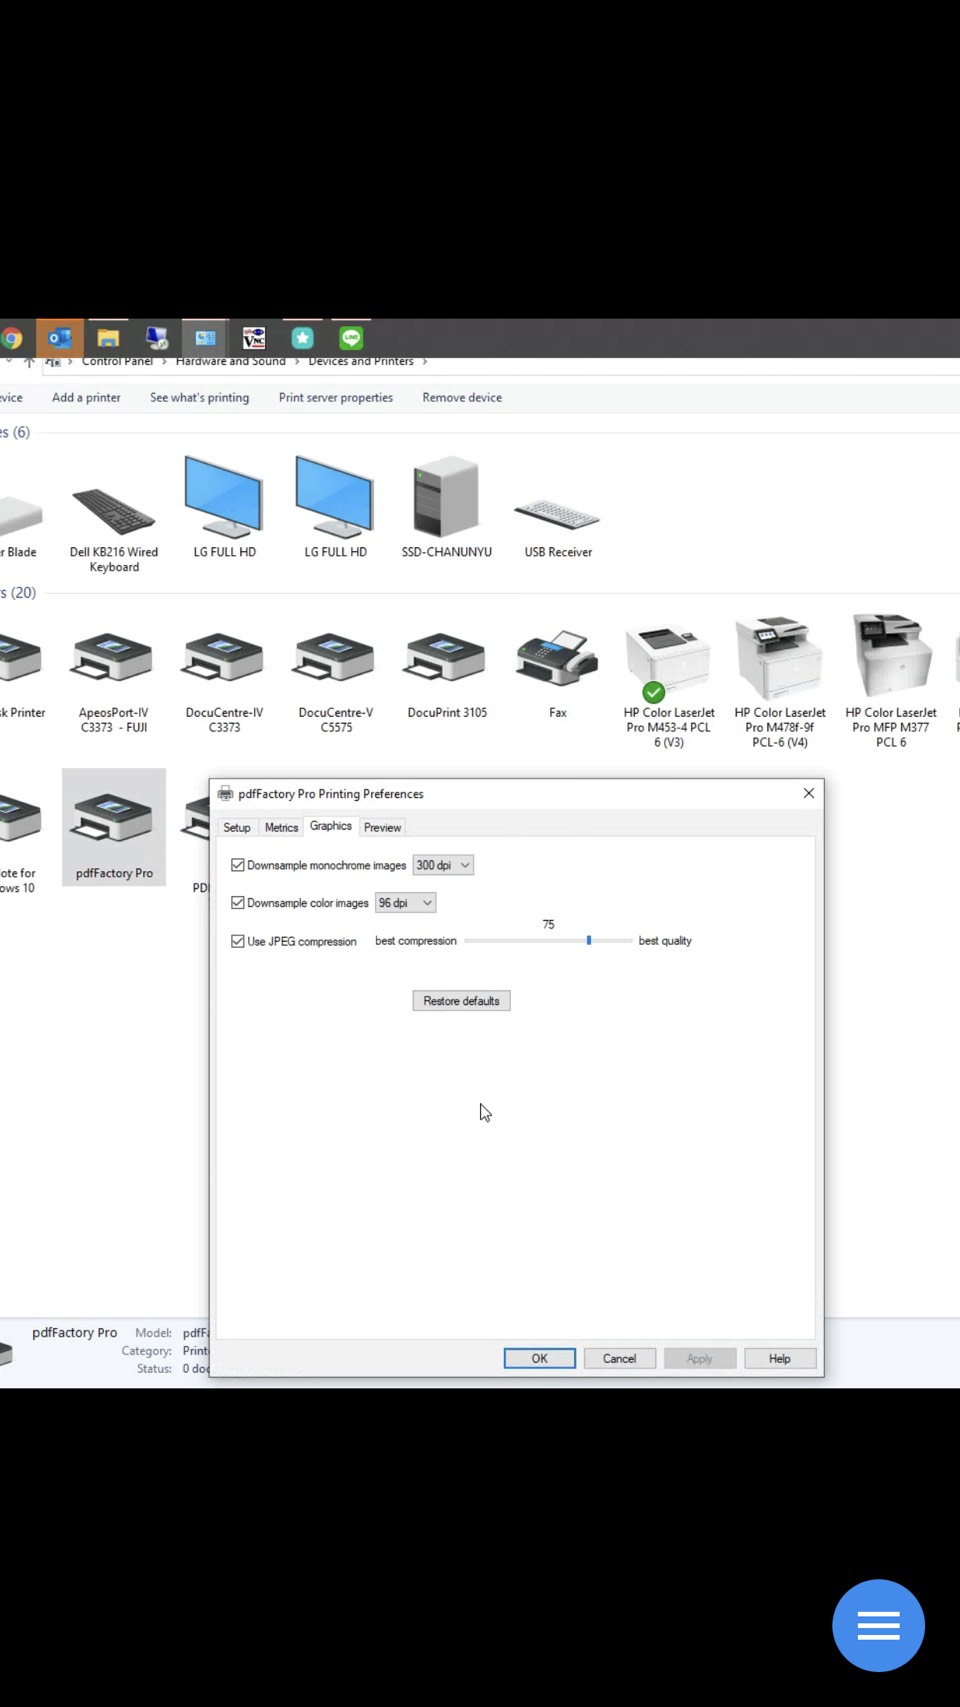 VNC
LINE
Control Panel > Hardware and Sound > Devices and Printers >
evice Add a printer See what's printing Print server properties Remove device
es (6)
r Blade
Dell KB216 Wired
Keyboard
LG FULL HD
LG FULL HD
SSD-CHANUNYU
USB Receiver
rs (20)
sk Printer
ApeosPort-IV
C3373 - FUJI
DocuCentre-IV
C3373
DocuCentre-V
C5575
DocuPrint 3105
Fax
HP Color LaserJet
Pro M453-4 PCL
6 (V3)
HP Color LaserJet
Pro M478f-9f
PCL-6 (V4)
HP Color LaserJet
Pro MFP M377
PCL 6
ote for
ows 10
pdfFactory Pro
PD
pdfFactory Pro Printing Preferences
Setup Metrics Graphics Preview
Downsample monochrome images 300 dpi
Downsample color images 96 dpi
75
Use JPEG compression best compression best quality
Restore defaults
OK Cancel Apply Help
pdfFactory Pro Model: pdfFa
Category: Print
Status: 0 doc